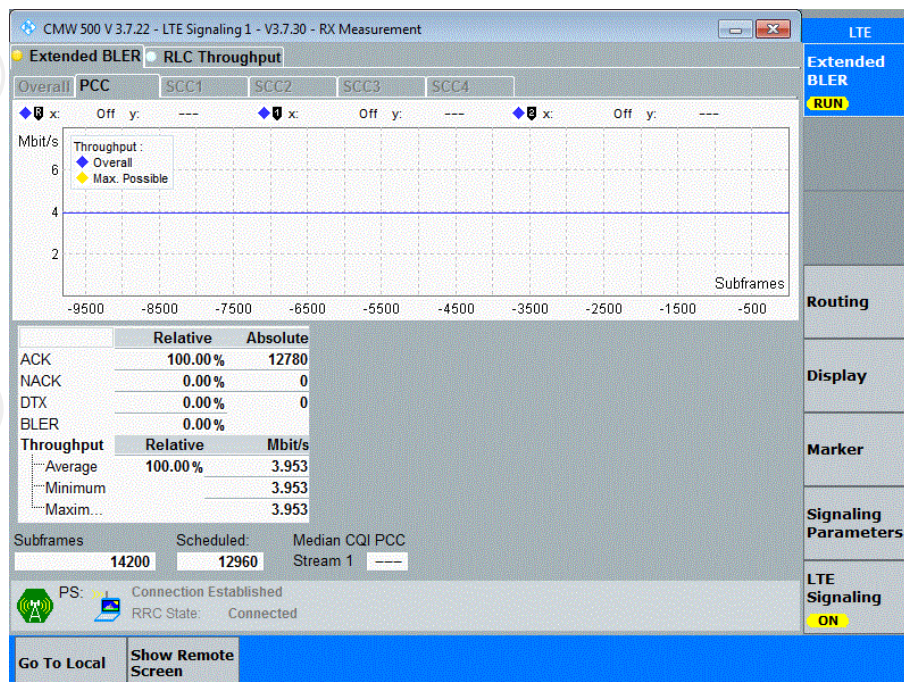 CMW 500 V 3.7.22 - LTE Signaling 1 - V3.7.30 - RX Measurement
LTE
Extended BLER RLC Throughput
Extended BLER
RUN
Overall PCC SCC1 SCC2 SCC3 SCC4
R x: Off y: --- 1 x: Off y: --- 2 x: Off y: ---
Mbit/s
Throughput :
Overall
Max. Possible
6
4
2
Subframes
-9500 -8500 -7500 -6500 -5500 -4500 -3500 -2500 -1500 -500
Routing
Relative Absolute
ACK 100.00 % 12780
NACK 0.00 % 0
DTX 0.00 % 0
BLER 0.00 %
Display
Throughput Relative Mbit/s
Average 100.00 % 3.953
Minimum 3.953
Maxim... 3.953
Marker
Signaling Parameters
Subframes Scheduled: Median CQI PCC
14200 12960 Stream 1 ---
PS: Connection Established
RRC State: Connected
LTE Signaling
ON
Go To Local
Show Remote Screen